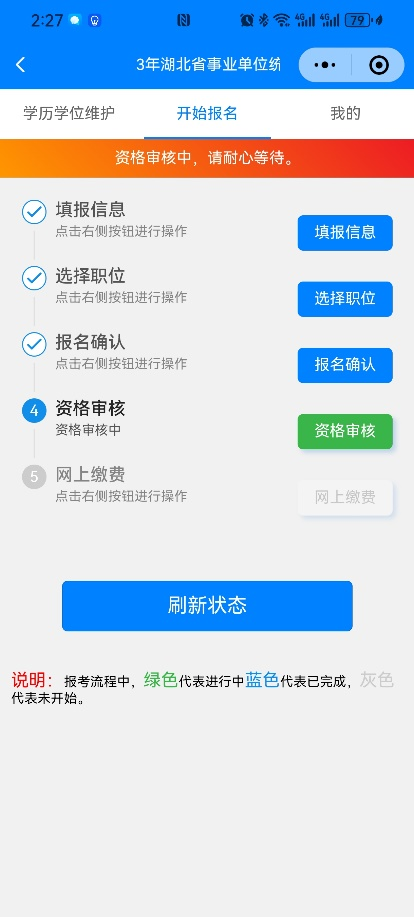 2:27
4G 4G 79
3年湖北省事业单位练
学历学位维护 开始报名 我的
资格审核中，请耐心等待。
填报信息
点击右侧按钮进行操作
填报信息
选择职位
点击右侧按钮进行操作
选择职位
报名确认
点击右侧按钮进行操作
报名确认
4 资格审核
资格审核中
资格审核
5 网上缴费
点击右侧按钮进行操作
网上缴费
刷新状态
说明：报考流程中，绿色代表进行中蓝色代表已完成，灰色
代表未开始。